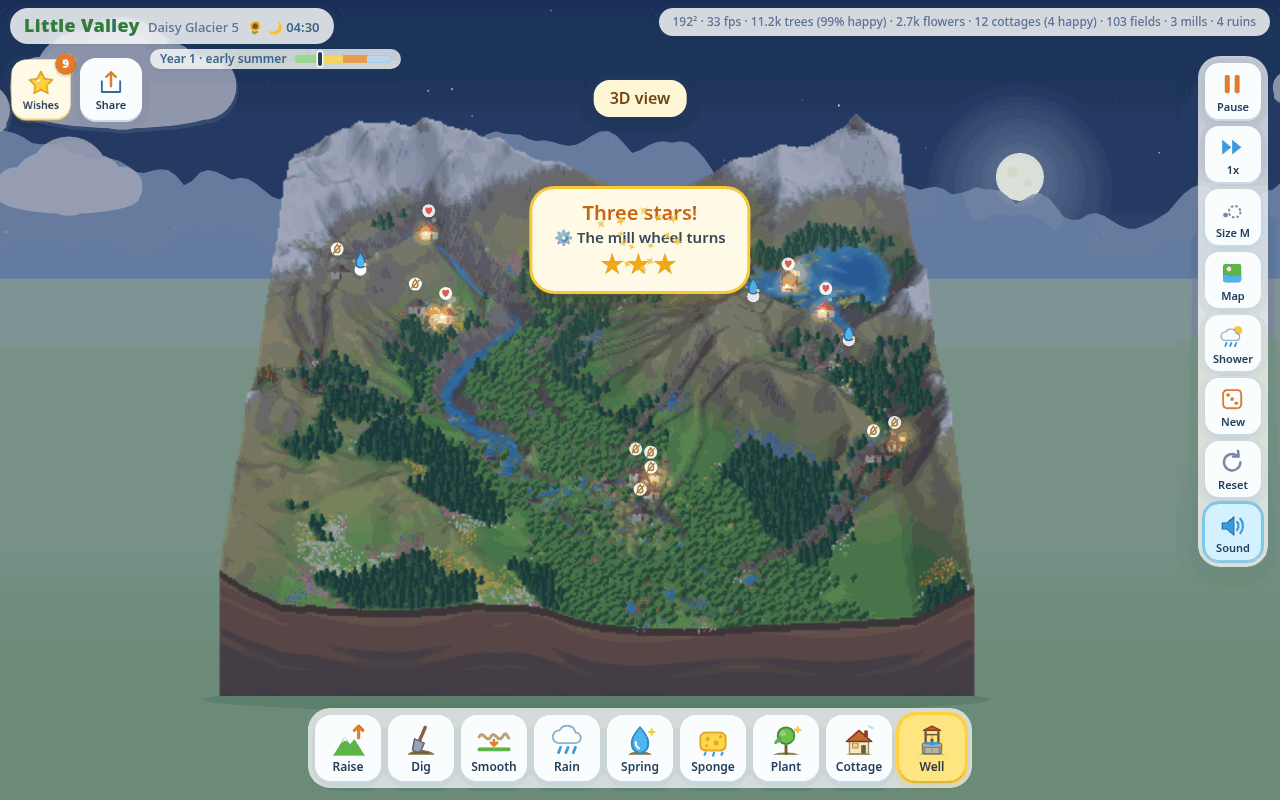 Little Valley Daisy Glacier 5 04:30
192² · 33 fps · 11.2k trees (99% happy) · 2.7k flowers · 12 cottages (4 happy) · 103 fields · 3 mills · 4 ruins
Year 1 · early summer
9
Wishes
Share
3D view
Three stars!
The mill wheel turns
Pause
1x
Size M
Map
Shower
New
Reset
Sound
Raise
Dig
Smooth
Rain
Spring
Sponge
Plant
Cottage
Well